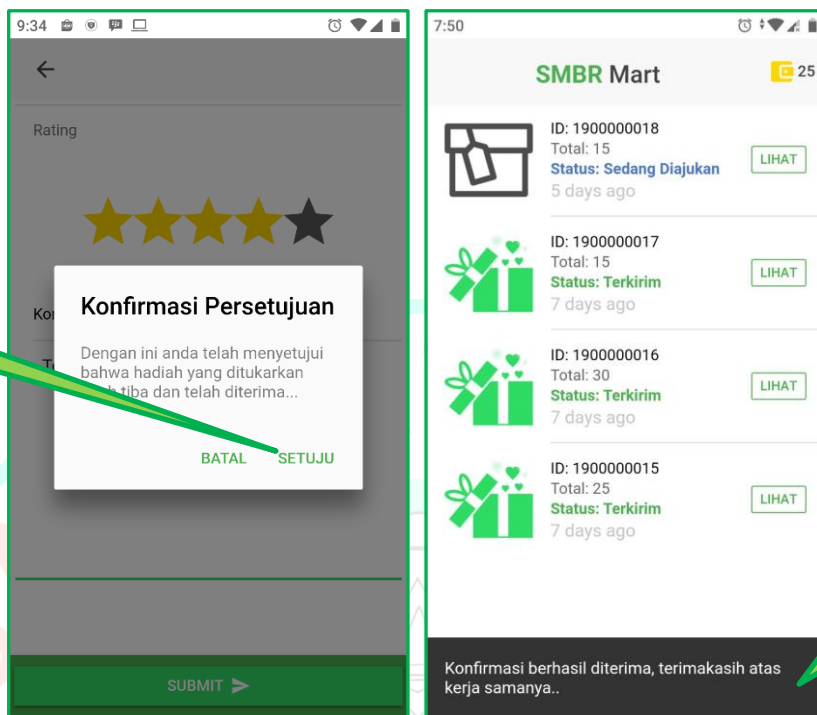 9:34
Rating
Konfirmasi Persetujuan
Dengan ini anda telah menyetujui
bahwa hadiah yang ditukarkan
tiba dan telah diterima...
BATAL SETUJU
SUBMIT
7:50
SMBR Mart
25
ID: 1900000018
Total: 15
Status: Sedang Diajukan
5 days ago
LIHAT
ID: 1900000017
Total: 15
Status: Terkirim
7 days ago
LIHAT
ID: 1900000016
Total: 30
Status: Terkirim
7 days ago
LIHAT
ID: 1900000015
Total: 25
Status: Terkirim
7 days ago
LIHAT
Konfirmasi berhasil diterima, terimakasih atas
kerja samanya..